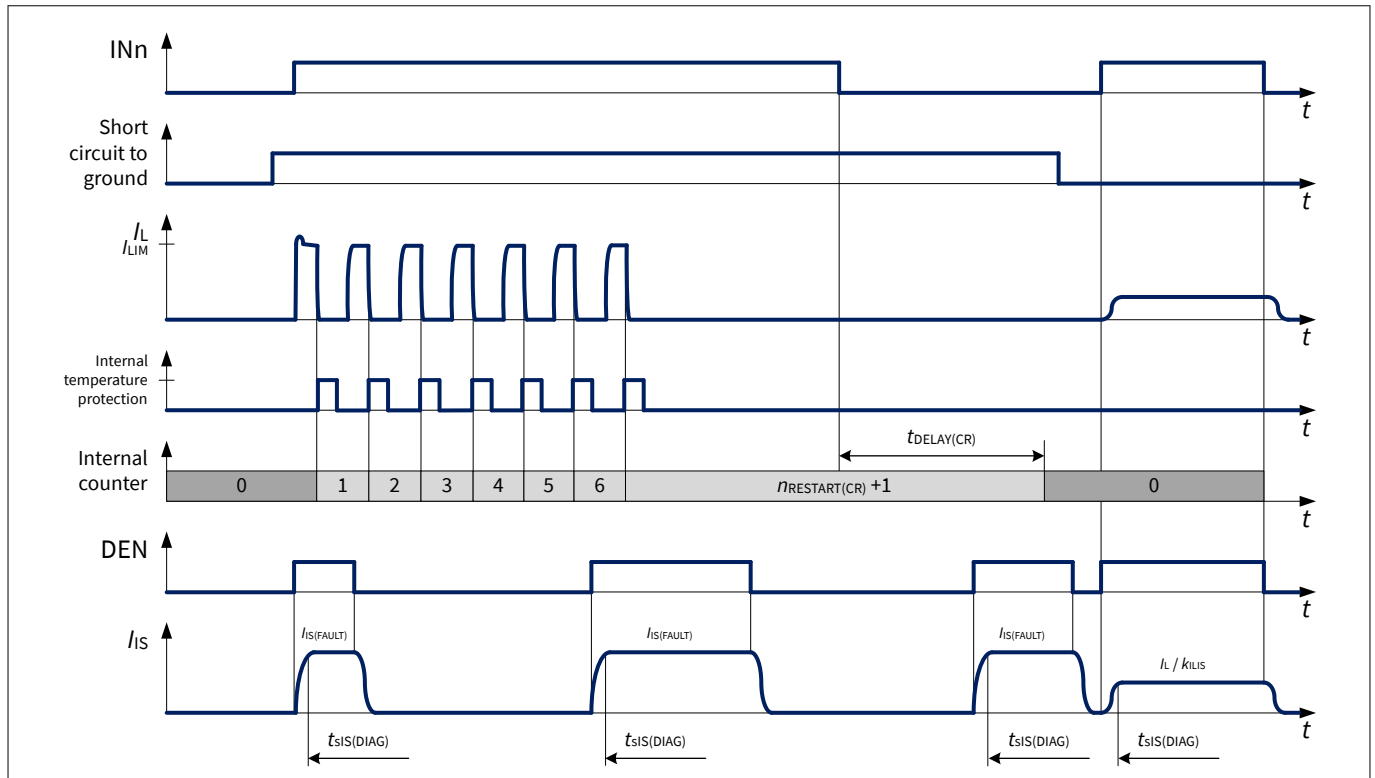 INn
t
Short
circuit to
ground
t
IL
ILIM
t
Internal
temperature
protection
t
tDELAY(CR)
Internal
counter
0 1 2 3 4 5 6 nRESTART(CR) +1 0
t
DEN
t
IIS
IIS(FAULT) IIS(FAULT) IIS(FAULT) IL / kILIS
t
tsIS(DIAG) tsIS(DIAG) tsIS(DIAG) tsIS(DIAG)